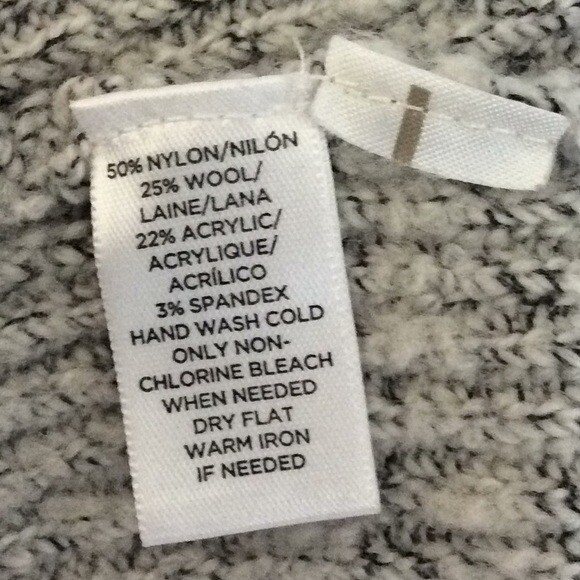 50% NYLON/NILÓN
25% WOOL/
LAINE/LANA
22% ACRYLIC/
ACRYLIQUE/
ACRÍLICO
3% SPANDEX
HAND WASH COLD
ONLY NON-
CHLORINE BLEACH
WHEN NEEDED
DRY FLAT
WARM IRON
IF NEEDED